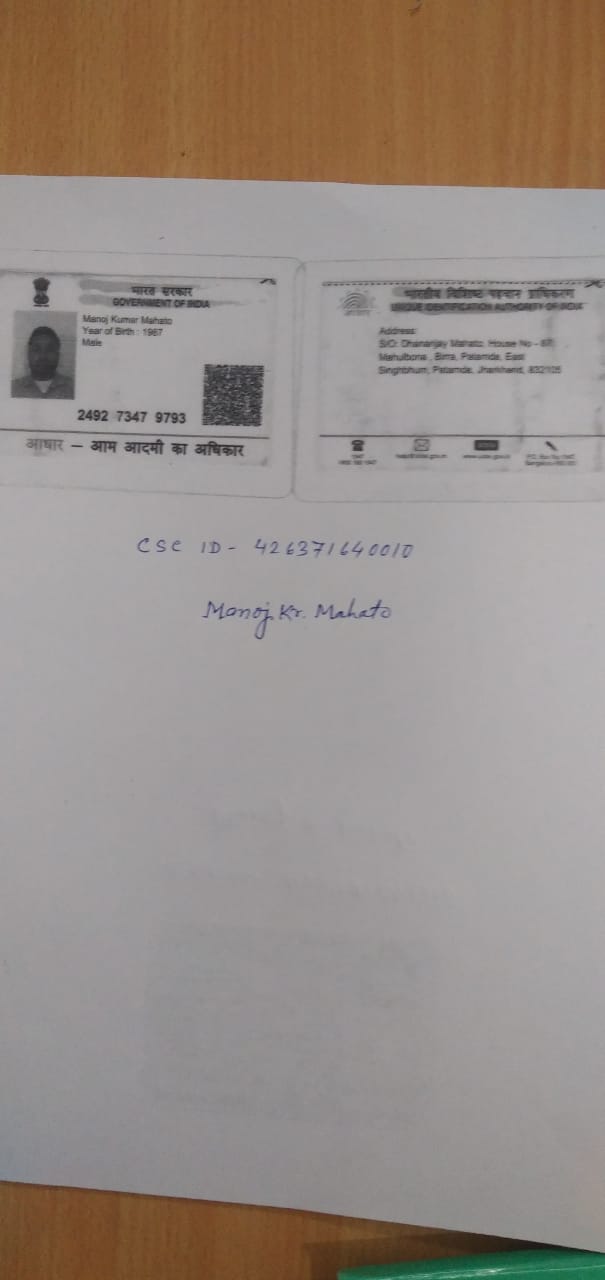 भारत सरकार
GOVERNMENT OF INDIA
Manoj Kumar Mahato
Year of Birth : 1987
Male
2492 7347 9793
आधार – आम आदमी का अधिकार
भारतीय विशिष्ट पहचान प्राधिकरण
UNIQUE IDENTIFICATION AUTHORITY OF INDIA
Address:
S/O: Dhananjay Mahato, House No - 
Mahulbona, Birra, Patamda, East
Singhbhum, Patamda, Jharkhand, 832105
1947
CSC ID - 426371640010
Manoj Kr. Mahato